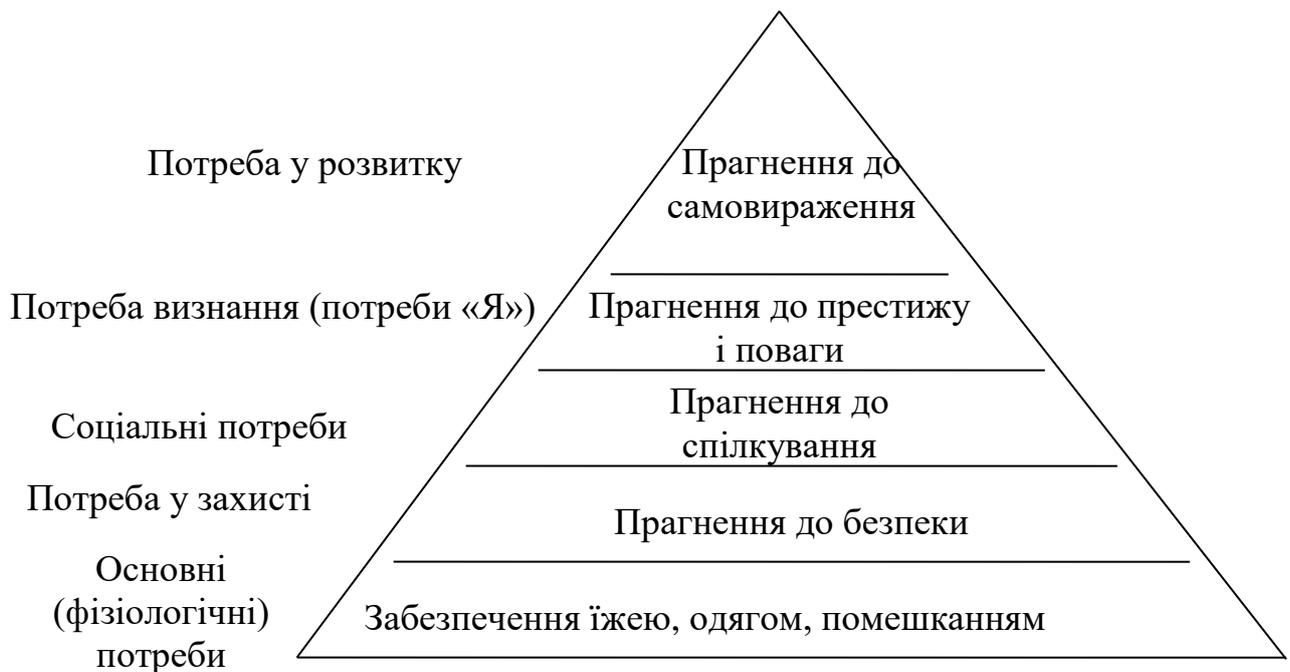 Потреба у розвитку
Прагнення до
самовираження
Потреба визнання (потреби «Я»)
Прагнення до престижу
і поваги
Соціальні потреби
Прагнення до
спілкування
Потреба у захисті
Прагнення до безпеки
Основні
(фізіологічні)
потреби
Забезпечення їжею, одягом, помешканням